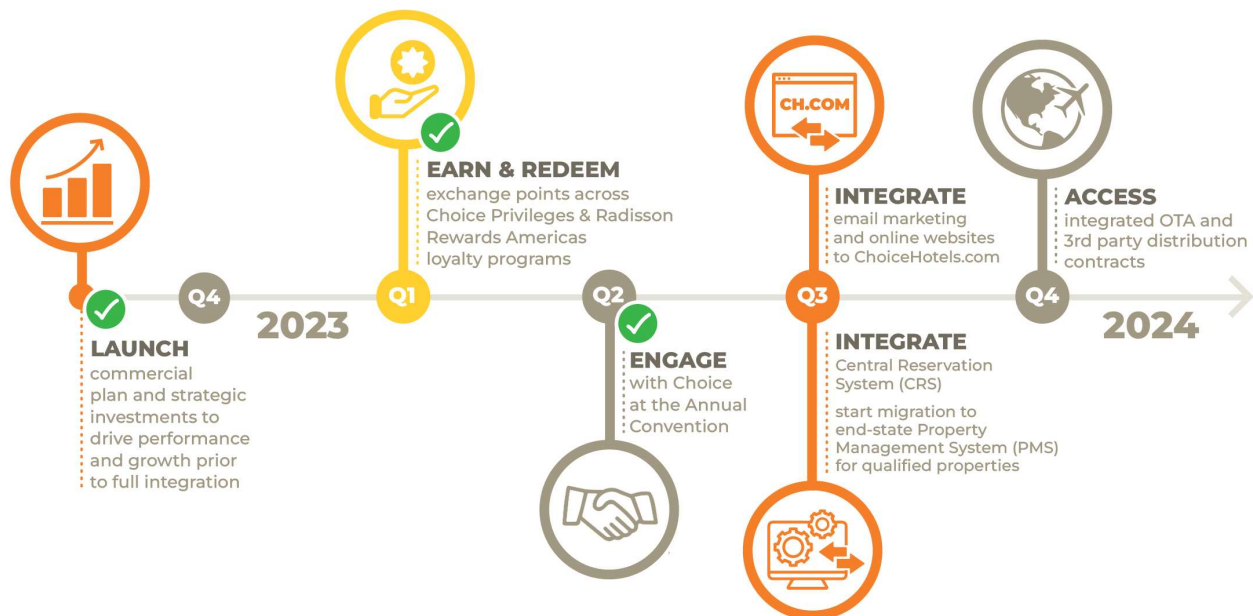 LAUNCH
commercial
plan and strategic
investments to
drive performance
and growth prior
to full integration
Q4
2023
Q1
EARN & REDEEM
exchange points across
Choice Privileges & Radisson
Rewards Americas
loyalty programs
Q2
ENGAGE
with Choice
at the Annual
Convention
CH.COM
INTEGRATE
email marketing
and online websites
to ChoiceHotels.com
Q3
INTEGRATE
Central Reservation
System (CRS)
start migration to
end-state Property
Management System (PMS)
for qualified properties
ACCESS
integrated OTA and
3rd party distribution
contracts
Q4
2024